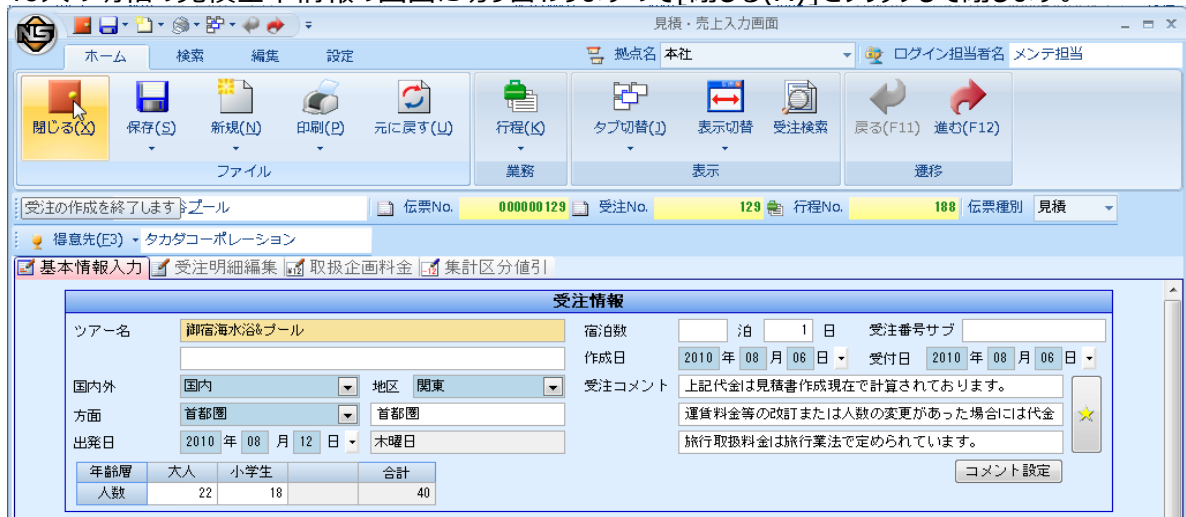 見積・売上入力画面
ホーム 検索 編集 設定 拠点名 本社 ログイン担当者名 メンテ担当
閉じる(X) 保存(S) 新規(N) 印刷(P) 元に戻す(U) 行程(K) タブ切替(J) 表示切替 受注検索 戻る(F11) 進む(F12)
ファイル 業務 表示 遷移
受注の作成を終了します プール 伝票No. 000000129 受注No. 129 行程No. 188 伝票種別 見積
得意先(F3) タカダコーポレーション
基本情報入力 受注明細編集 取扱企画料金 集計区分値引
受注情報
ツアー名 御宿海水浴&プール 宿泊数 泊 1 日 受注番号サブ
作成日 2010 年 08 月 06 日 受付日 2010 年 08 月 06 日
国内外 国内 地区 関東 受注コメント 上記代金は見積書作成現在で計算されております。
方面 首都圏 首都圏 運賃料金等の改訂または人数の変更があった場合には代金
出発日 2010 年 08 月 12 日 木曜日 旅行取扱料金は旅行業法で定められています。
年齢層 大人 小学生 合計 コメント設定
人数 22 18 40